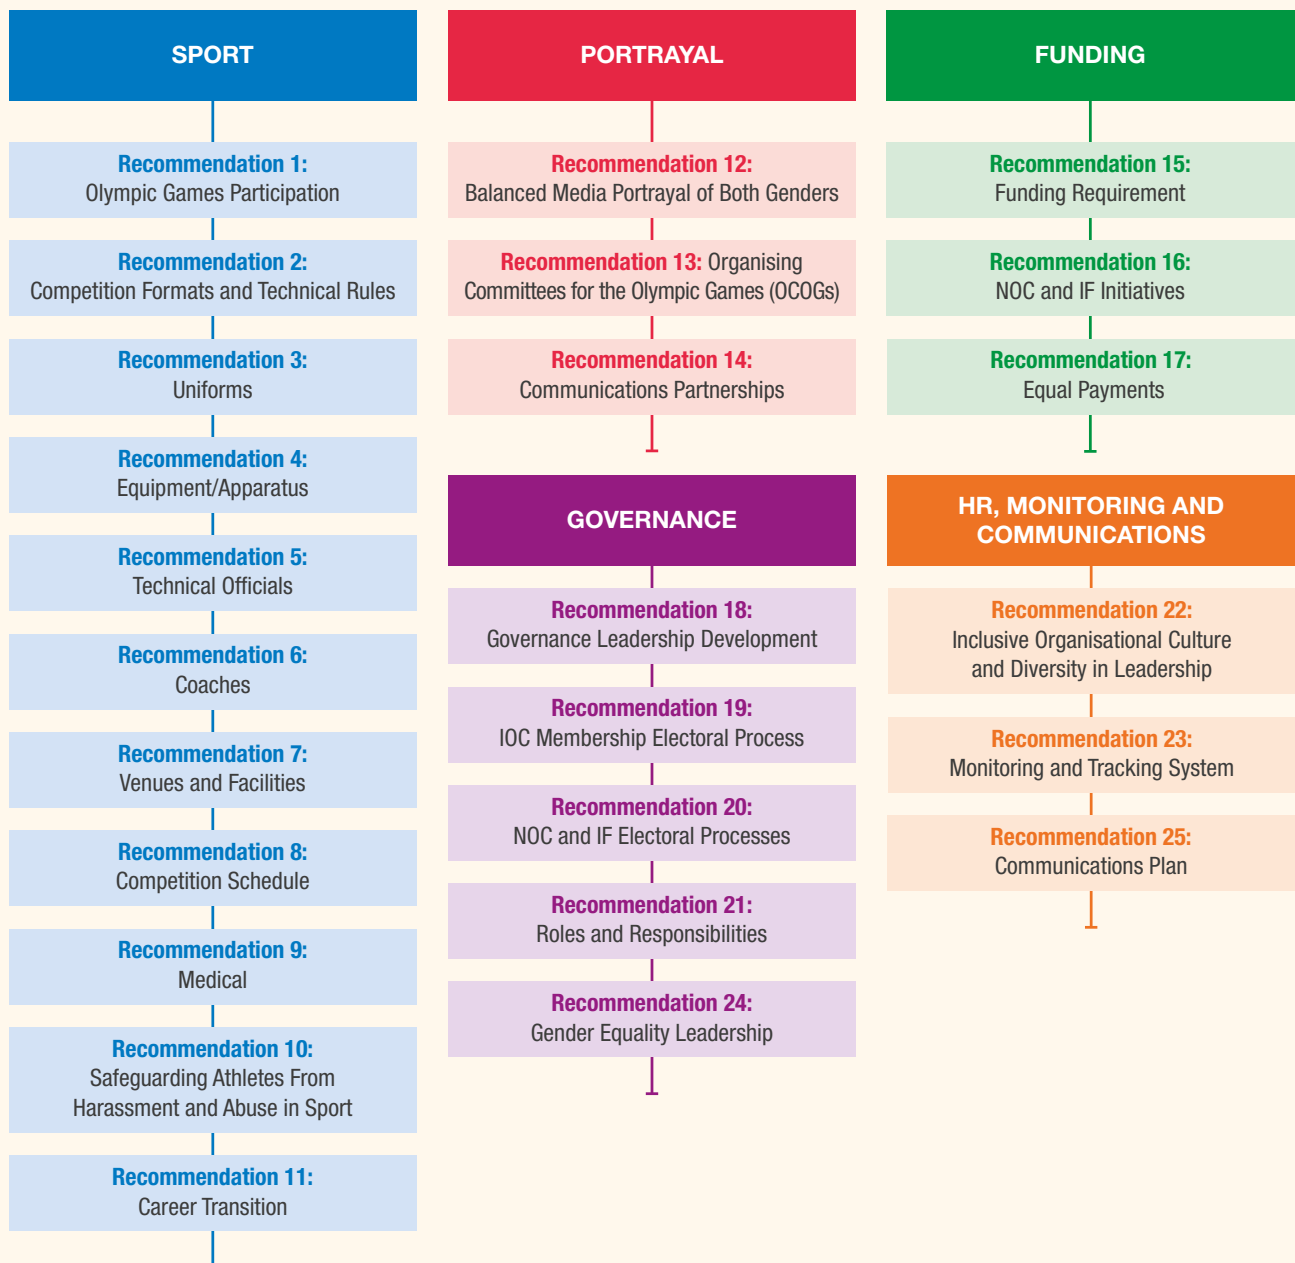 SPORT
Recommendation 1:
Olympic Games Participation
Recommendation 2:
Competition Formats and Technical Rules
Recommendation 3:
Uniforms
Recommendation 4:
Equipment/Apparatus
Recommendation 5:
Technical Officials
Recommendation 6:
Coaches
Recommendation 7:
Venues and Facilities
Recommendation 8:
Competition Schedule
Recommendation 9:
Medical
Recommendation 10:
Safeguarding Athletes From
Harassment and Abuse in Sport
Recommendation 11:
Career Transition
PORTRAYAL
Recommendation 12:
Balanced Media Portrayal of Both Genders
Recommendation 13: Organising
Committees for the Olympic Games (OCOGs)
Recommendation 14:
Communications Partnerships
FUNDING
Recommendation 15:
Funding Requirement
Recommendation 16:
NOC and IF Initiatives
Recommendation 17:
Equal Payments
GOVERNANCE
Recommendation 18:
Governance Leadership Development
Recommendation 19:
IOC Membership Electoral Process
Recommendation 20:
NOC and IF Electoral Processes
Recommendation 21:
Roles and Responsibilities
Recommendation 24:
Gender Equality Leadership
HR, MONITORING AND
COMMUNICATIONS
Recommendation 22:
Inclusive Organisational Culture
and Diversity in Leadership
Recommendation 23:
Monitoring and Tracking System
Recommendation 25:
Communications Plan